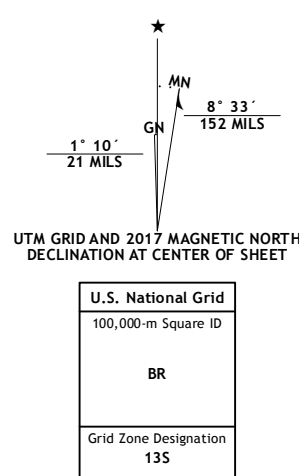 MN
GN
8° 33´
152 MILS
1° 10´
21 MILS
UTM GRID AND 2017 MAGNETIC NORTH
DECLINATION AT CENTER OF SHEET
U.S. National Grid
100,000-m Square ID
BR
Grid Zone Designation
13S